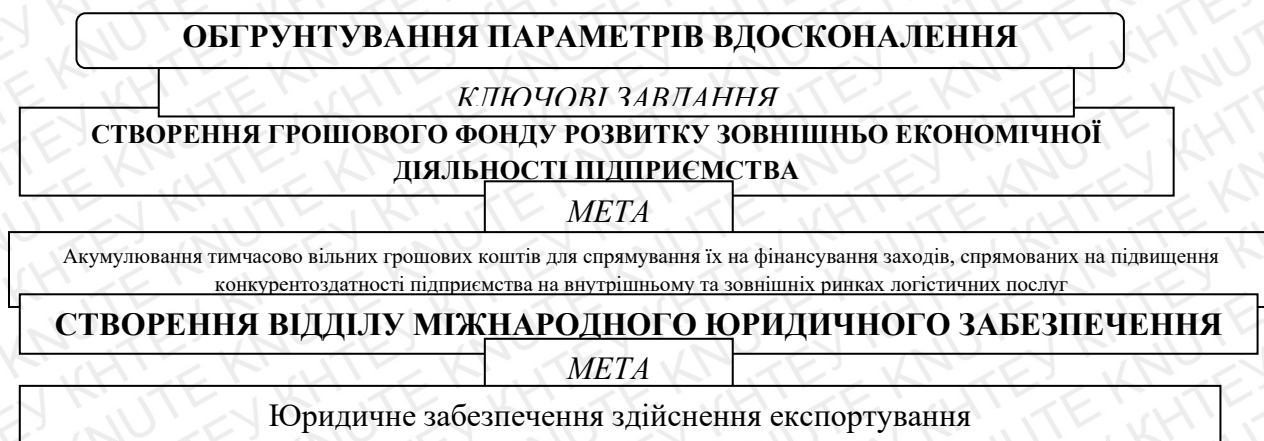 ОБГРУНТУВАННЯ ПАРАМЕТРІВ ВДОСКОНАЛЕННЯ
КЛЮЧОВІ ЗАВДАННЯ
СТВОРЕННЯ ГРОШОВОГО ФОНДУ РОЗВИТКУ ЗОВНІШНЬО ЕКОНОМІЧНОЇ
ДІЯЛЬНОСТІ ПІДПРИЄМСТВА
МЕТА
Акумулювання тимчасово вільних грошових коштів для спрямування їх на фінансування заходів, спрямованих на підвищення
конкурентоздатності підприємства на внутрішньому та зовнішніх ринках логістичних послуг
СТВОРЕННЯ ВІДДІЛУ МІЖНАРОДНОГО ЮРИДИЧНОГО ЗАБЕЗПЕЧЕННЯ
МЕТА
Юридичне забезпечення здійснення експортування